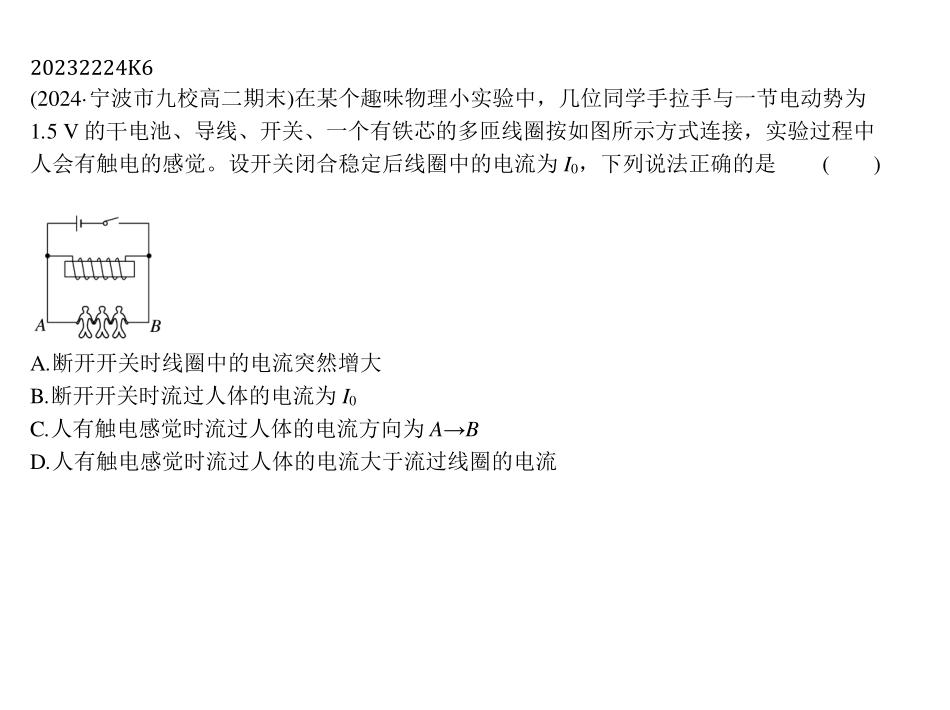 20232224K6
(2024·宁波市九校高二期末)在某个趣味物理小实验中，几位同学手拉手与一节电动势为
1.5 V 的干电池、导线、开关、一个有铁芯的多匝线圈按如图所示方式连接，实验过程中
人会有触电的感觉。设开关闭合稳定后线圈中的电流为 I₀，下列说法正确的是 ( )
A B
A.断开开关时线圈中的电流突然增大
B.断开开关时流过人体的电流为 I₀
C.人有触电感觉时流过人体的电流方向为 A→B
D.人有触电感觉时流过人体的电流大于流过线圈的电流